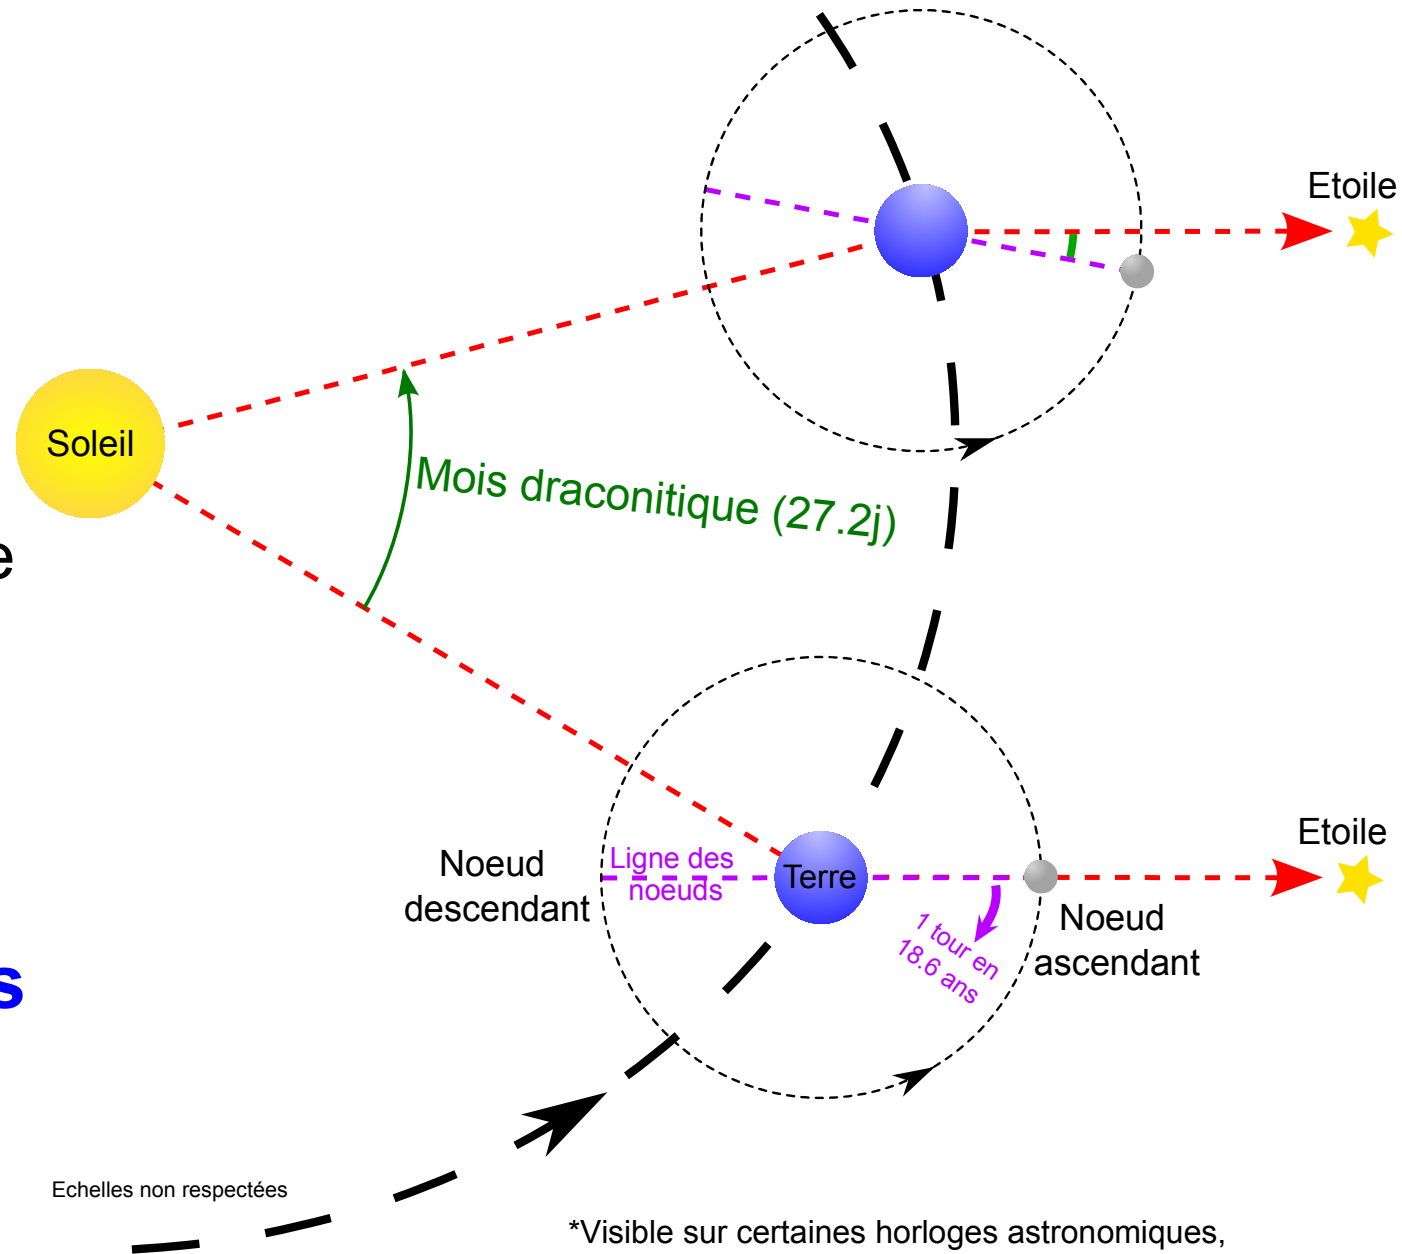 Etoile
Soleil
Mois draconitique (27.2j)
e
Etoile
Noeud
descendant
Ligne des
noeuds
Terre
1 tour en
18.6 ans
Noeud
ascendant
s
Echelles non respectées
*Visible sur certaines horloges astronomiques,